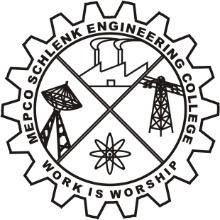 MEPCO SCHLENK ENGINEERING COLLEGE
WORK IS WORSHIP